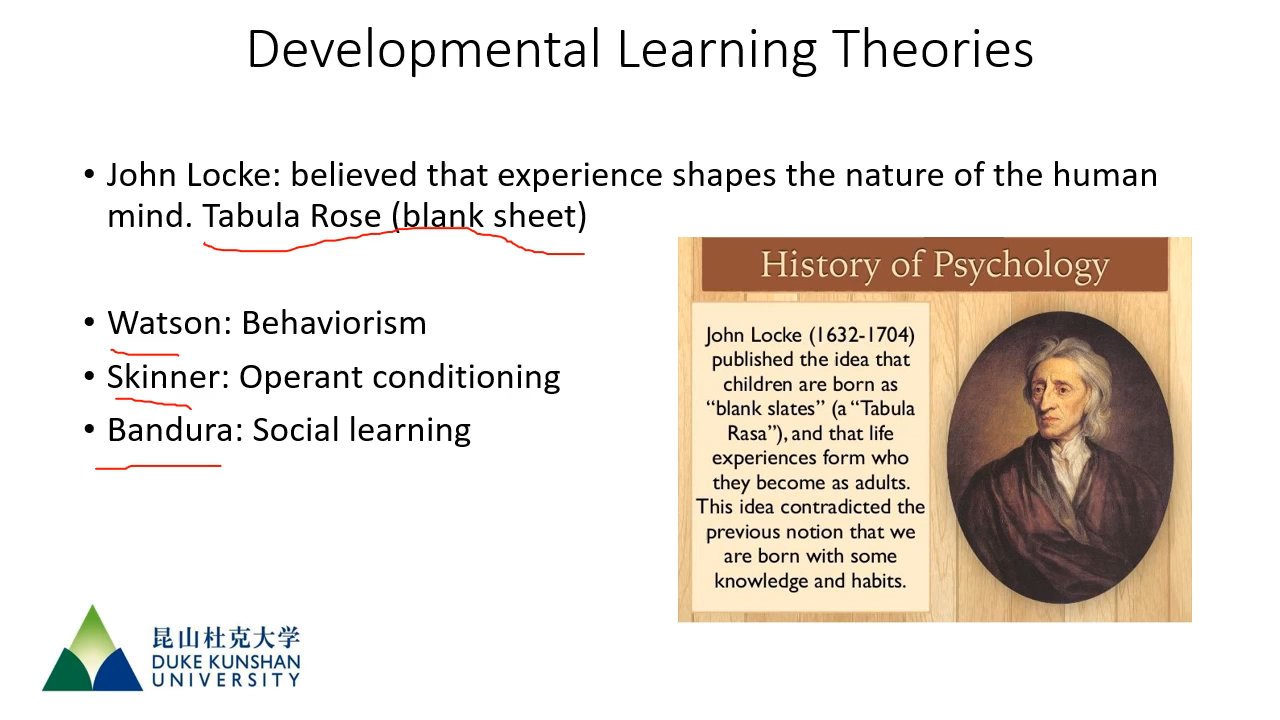 Developmental Learning Theories
• John Locke: believed that experience shapes the nature of the human
mind. Tabula Rose (blank sheet)
• Watson: Behaviorism
• Skinner: Operant conditioning
• Bandura: Social learning
History of Psychology
John Locke (1632-1704)
published the idea that
children are born as
“blank slates” (a “Tabula
Rasa”), and that life
experiences form who
they become as adults.
This idea contradicted the
previous notion that we
are born with some
knowledge and habits.
昆山杜克大学
DUKE KUNSHAN
UNIVERSITY